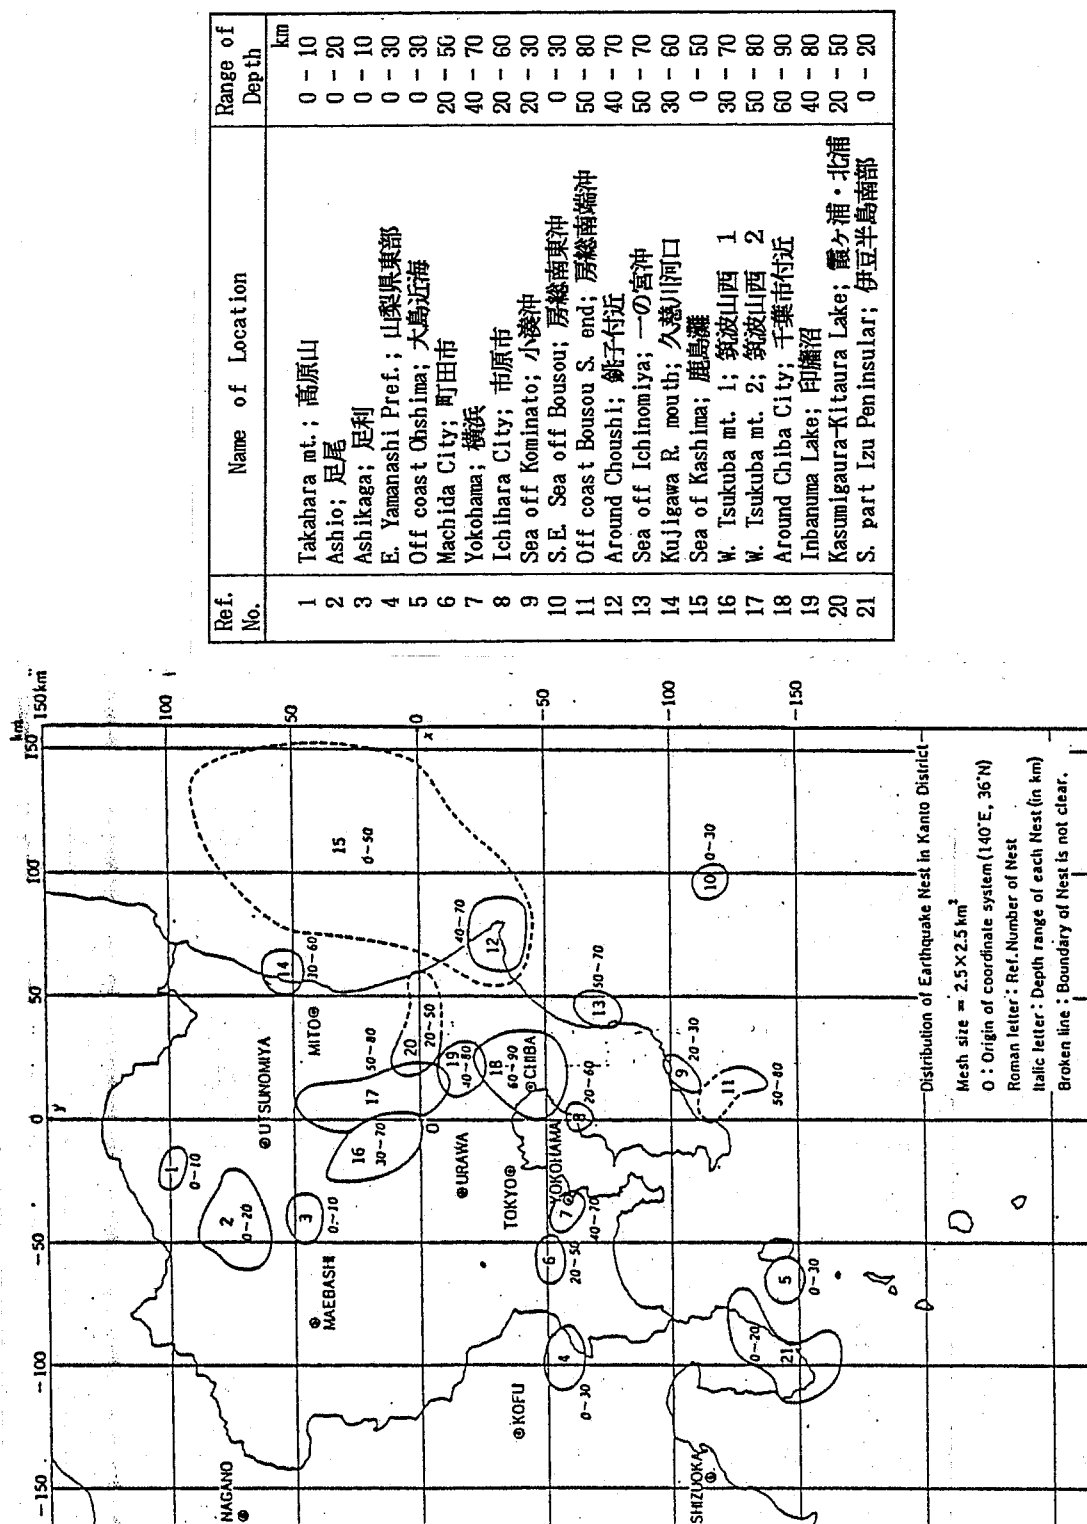 Ref. No.
Name of Location
Range of Depth
km
1 Takahara mt.; 高原山 0 - 10
2 Ashio; 足尾 0 - 20
3 Ashikaga; 足利 0 - 10
4 E. Yamanashi Pref.; 山梨県東部 0 - 30
5 Off coast Ohshima; 大島近海 0 - 30
6 Machida City; 町田市 20 - 50
7 Yokohama; 横浜 40 - 70
8 Ichihara City; 市原市 20 - 60
9 Sea off Kominato; 小湊沖 20 - 30
10 S.E. Sea off Bousou; 房総南東沖 0 - 30
11 Off coast Bousou S. end; 房総南端沖 50 - 80
12 Around Choushi; 銚子付近 40 - 70
13 Sea off Ichinomiya; 一の宮沖 50 - 70
14 Kujigawa R. mouth; 久慈川河口 30 - 60
15 Sea of Kashima; 鹿島灘 0 - 50
16 W. Tsukuba mt. 1; 筑波山西 1 30 - 70
17 W. Tsukuba mt. 2; 筑波山西 2 50 - 80
18 Around Chiba City; 千葉市付近 60 - 90
19 Inbanuma Lake; 印旛沼 40 - 80
20 Kasumigaura-Kitaura Lake; 霞ヶ浦・北浦 20 - 50
21 S. part Izu Peninsular; 伊豆半島南部 0 - 20
-150
-100
-50
0
50
100
150
km
150km
100
50
0
-50
-100
-150
y
x
O
NAGANO
MAEBASHI
UTSUNOMIYA
MITO
URAWA
TOKYO
YOKOHAMA
CHIBA
KOFU
SHIZUOKA
1
0~10
2
0~20
3
0~10
4
0~30
5
0~30
6
20~50
7
40~70
8
20~60
9
20~30
10
0~30
11
50~80
12
40~70
13
50~70
14
30~60
15
0~50
16
30~70
17
50~80
18
60~90
19
40~80
20
20~50
21
0~20
Distribution of Earthquake Nest in Kanto District
Mesh size = 2.5×2.5 km²
O : Origin of coordinate system (140°E, 36°N)
Roman letter : Ref. Number of Nest
Italic letter : Depth range of each Nest (in km)
Broken line : Boundary of Nest is not clear.